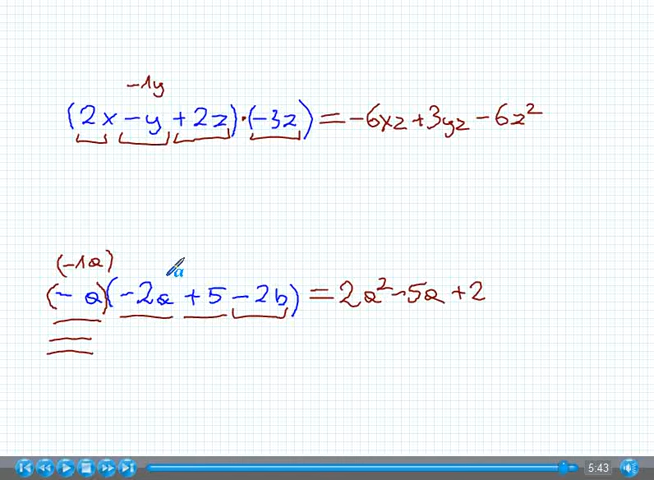 -1y
(2x - y + 2z) · (-3z) = -6xz + 3yz - 6z²
(-1a)
a
(- a)(-2a + 5 - 2b) = 2a² - 5a + 2
5:43